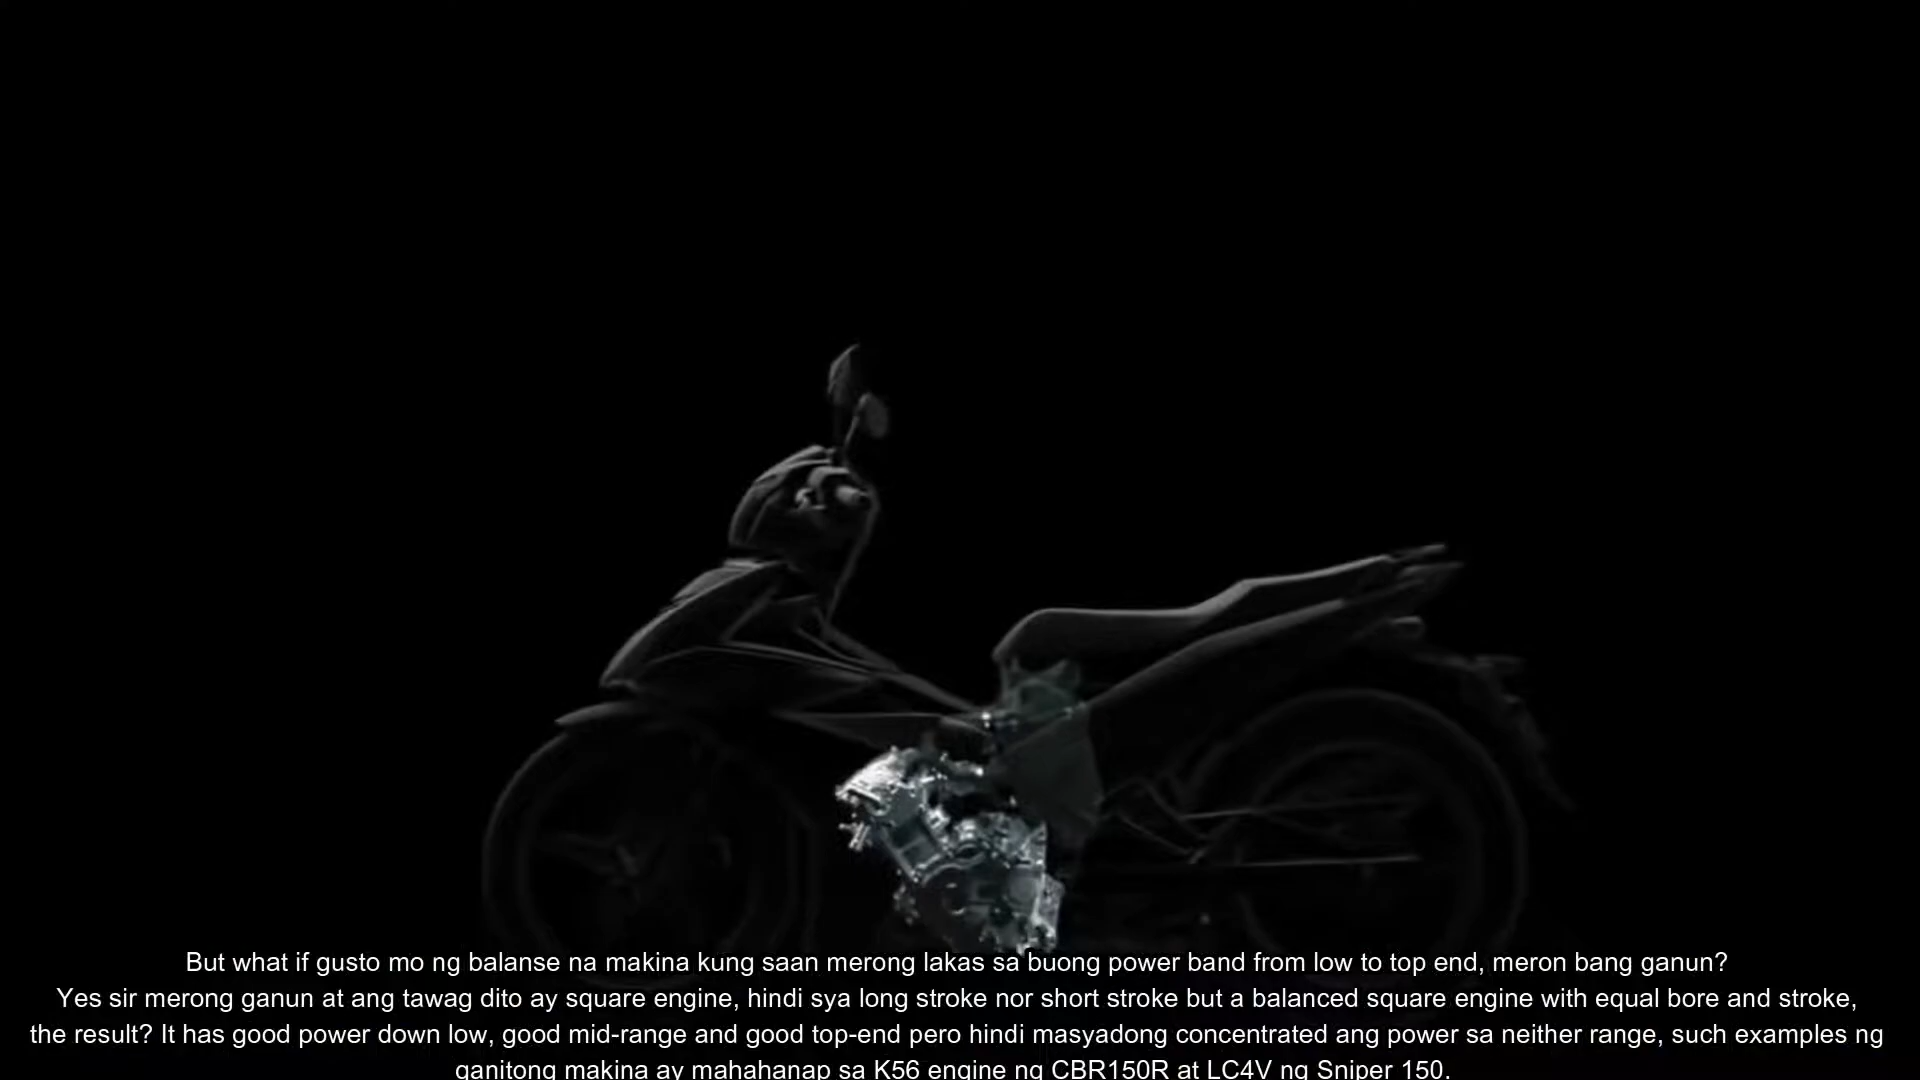 But what if gusto mo ng balanse na makina kung saan merong lakas sa buong power band from low to top end, meron bang ganun?
Yes sir merong ganun at ang tawag dito ay square engine, hindi sya long stroke nor short stroke but a balanced square engine with equal bore and stroke,
the result? It has good power down low, good mid-range and good top-end pero hindi masyadong concentrated ang power sa neither range, such examples ng
ganitong makina ay mahahanap sa K56 engine ng CBR150R at LC4V ng Sniper 150.